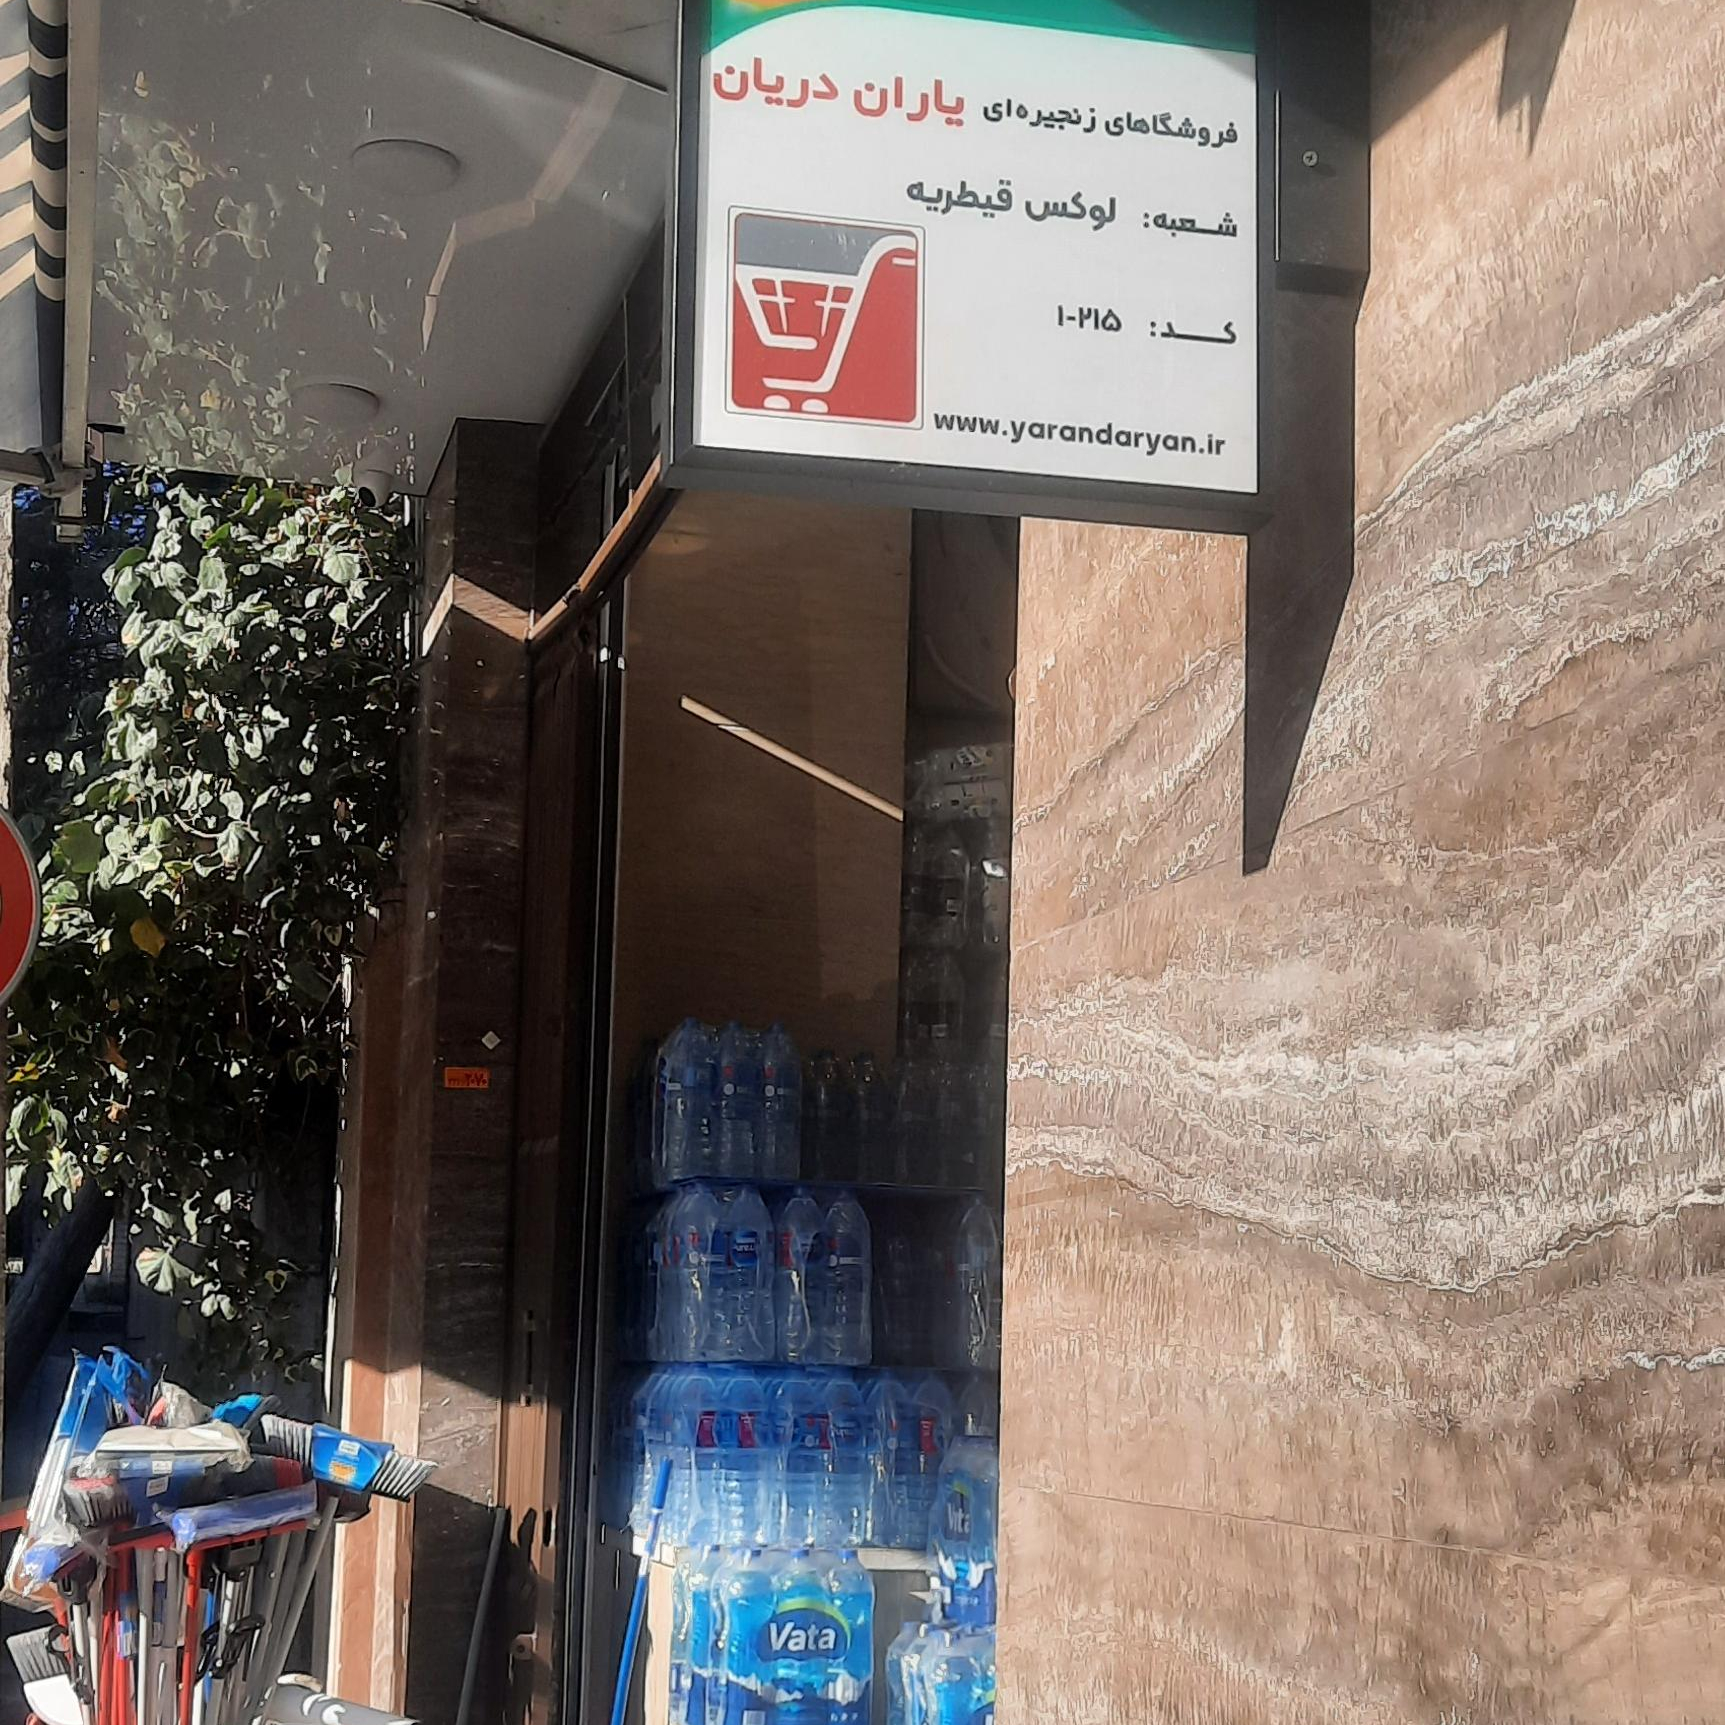 فروشگاهای زنجیره‌ای یاران دریان
شعبه: لوکس قیطریه
کد: ۲۱۵-۱
www.yarandaryan.ir
Vata